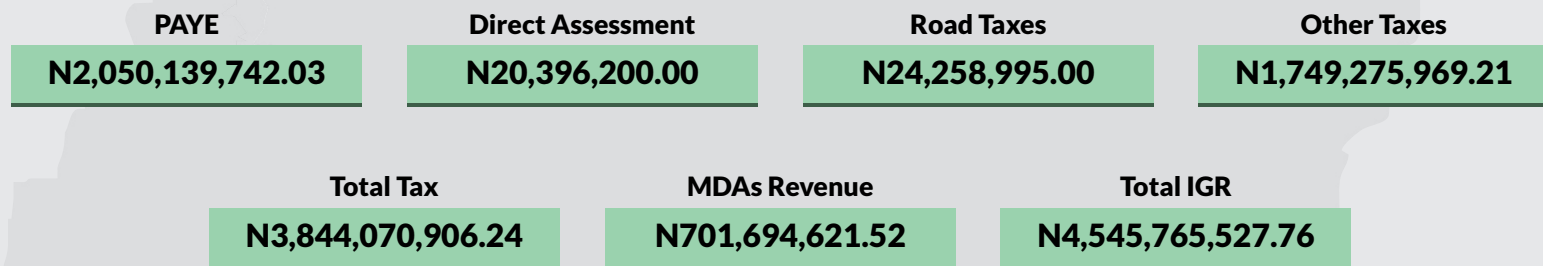 PAYE Direct Assessment Road Taxes Other Taxes
N2,050,139,742.03 N20,396,200.00 N24,258,995.00 N1,749,275,969.21
Total Tax MDAs Revenue Total IGR
N3,844,070,906.24 N701,694,621.52 N4,545,765,527.76